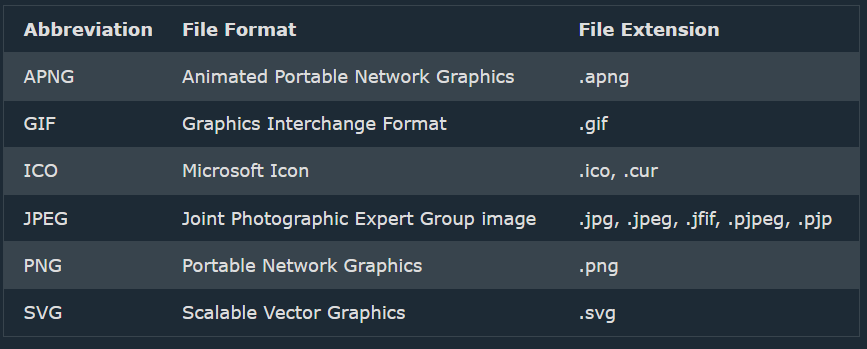 Abbreviation File Format File Extension
APNG Animated Portable Network Graphics .apng
GIF Graphics Interchange Format .gif
ICO Microsoft Icon .ico, .cur
JPEG Joint Photographic Expert Group image .jpg, .jpeg, .jfif, .pjpeg, .pjp
PNG Portable Network Graphics .png
SVG Scalable Vector Graphics .svg